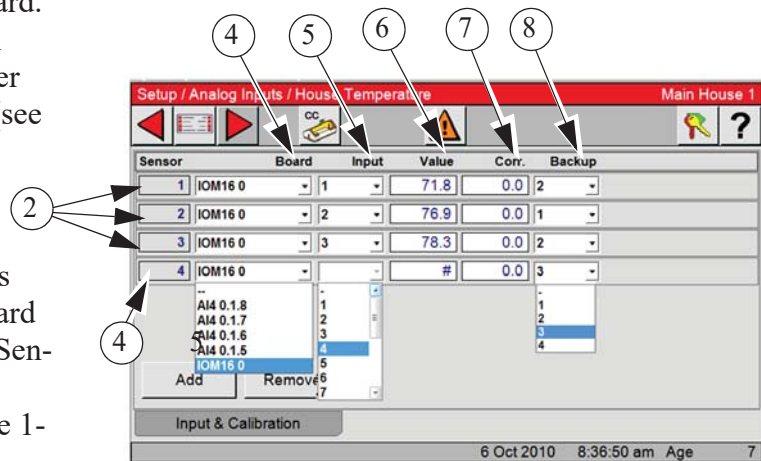 ard.
4 5 6 7 8
er
see
Setup / Analog Inputs / House Temperature Main House 1
CC
?
Sensor Board Input Value Corr. Backup
1 IOM16 0 1 71.8 0.0 2
2
2 IOM16 0 2 76.9 0.0 1
3 IOM16 0 3 78.3 0.0 2
4 IOM16 0 # 0.0 3
s
ard
Sen-
4
5
--
AI4 0.1.8
AI4 0.1.7
AI4 0.1.6
AI4 0.1.5
IOM16 0
-
1
2
3
4
5
6
7
-
1
2
3
4
Add Remove
e 1-
Input & Calibration
6 Oct 2010 8:36:50 am Age 7